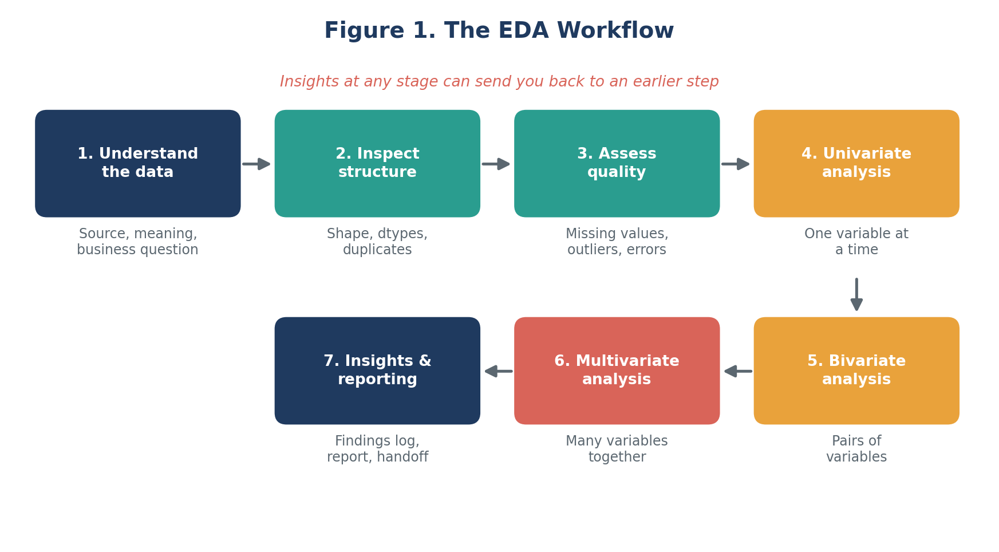 Figure 1. The EDA Workflow
Insights at any stage can send you back to an earlier step
1. Understand
the data
Source, meaning,
business question
2. Inspect
structure
Shape, dtypes,
duplicates
3. Assess
quality
Missing values,
outliers, errors
4. Univariate
analysis
One variable at
a time
5. Bivariate
analysis
Pairs of
variables
6. Multivariate
analysis
Many variables
together
7. Insights &
reporting
Findings log,
report, handoff